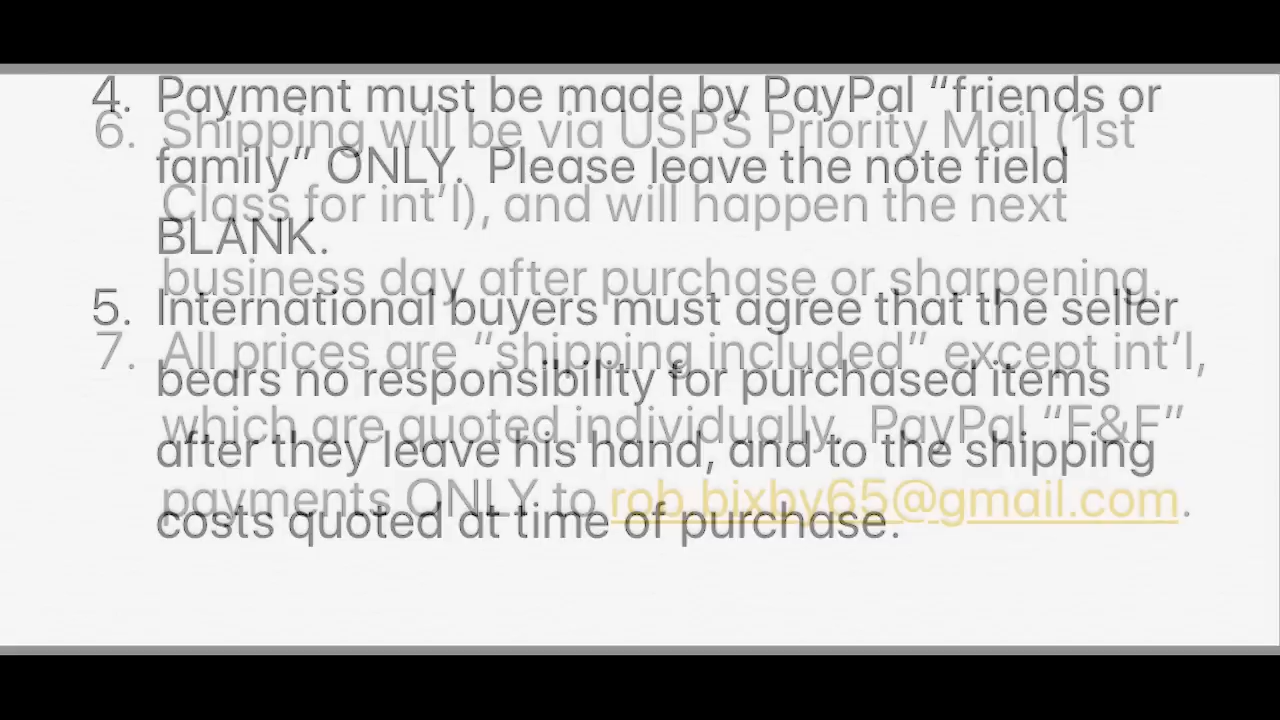 4. Payment must be made by PayPal “friends or
family” ONLY. Please leave the note field
BLANK.
5. International buyers must agree that the seller
bears no responsibility for purchased items
after they leave his hand, and to the shipping
costs quoted at time of purchase.
6. Shipping will be via USPS Priority Mail (1st
Class for int’l), and will happen the next
business day after purchase or sharpening.
7. All prices are “shipping included” except int’l,
which are quoted individually. PayPal “F&F”
payments ONLY to rob.bixby65@gmail.com.